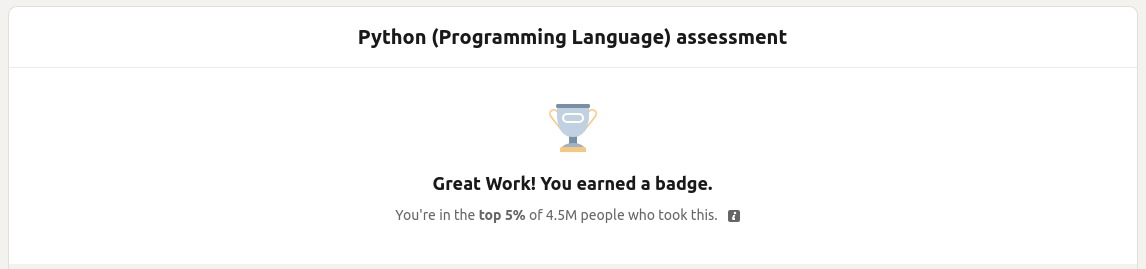 Python (Programming Language) assessment
Great Work! You earned a badge.
You're in the top 5% of 4.5M people who took this. i